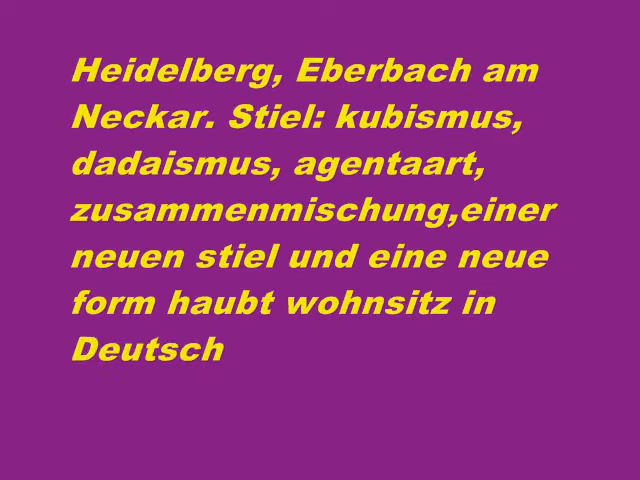 Heidelberg, Eberbach am
Neckar. Stiel: kubismus,
dadaismus, agentaart,
zusammenmischung,einer
neuen stiel und eine neue
form haubt wohnsitz in
Deutsch